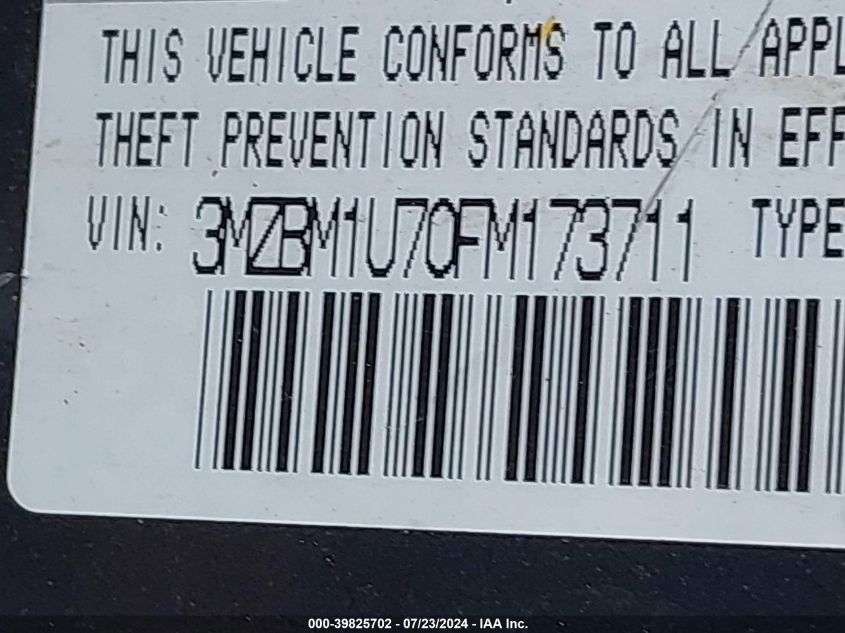 THIS VEHICLE CONFORMS TO ALL APPL
THEFT PREVENTION STANDARDS IN EFF
VIN: 3MZBM1U70FM173711 TYPE
000-39825702 - 07/23/2024 - IAA Inc.